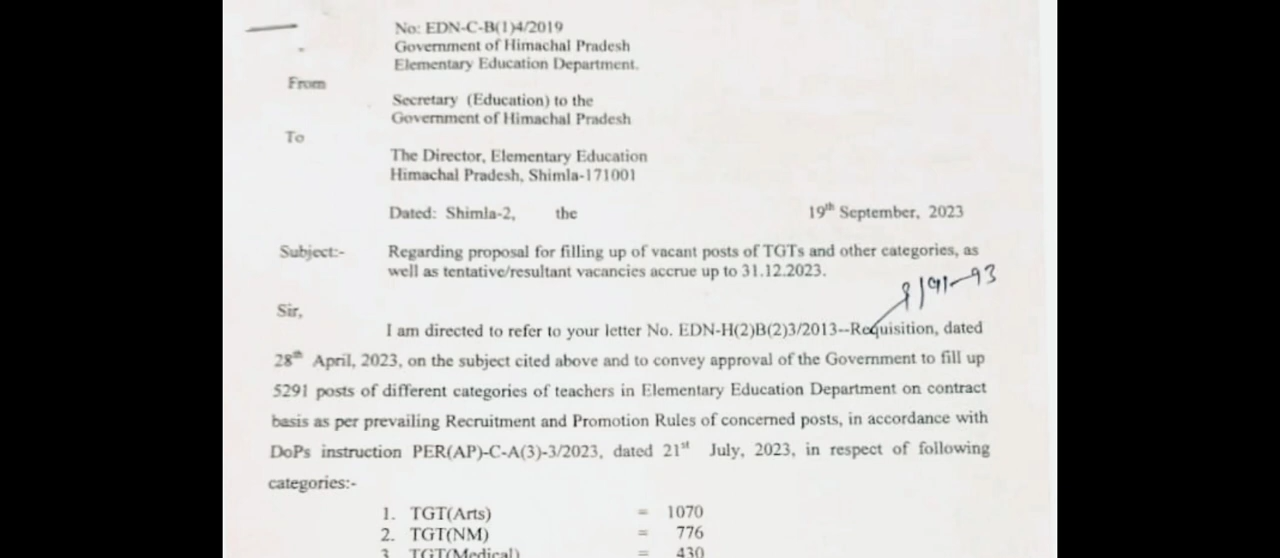 No: EDN-C-B(1)4/2019
Government of Himachal Pradesh
Elementary Education Department.
From
Secretary (Education) to the
Government of Himachal Pradesh
To
The Director, Elementary Education
Himachal Pradesh, Shimla-171001
Dated: Shimla-2, the 19th September, 2023
Subject:- Regarding proposal for filling up of vacant posts of TGTs and other categories, as
well as tentative/resultant vacancies accrue up to 31.12.2023.
Sir,
I am directed to refer to your letter No. EDN-H(2)B(2)3/2013--Requisition, dated
28th April, 2023, on the subject cited above and to convey approval of the Government to fill up
5291 posts of different categories of teachers in Elementary Education Department on contract
basis as per prevailing Recruitment and Promotion Rules of concerned posts, in accordance with
DoPs instruction PER(AP)-C-A(3)-3/2023, dated 21st July, 2023, in respect of following
categories:-
1. TGT(Arts) = 1070
2. TGT(NM) = 776
3. TGT(Medical) = 430